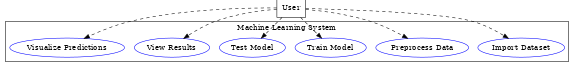 User
Machine Learning System
Visualize Predictions
View Results
Test Model
Train Model
Preprocess Data
Import Dataset